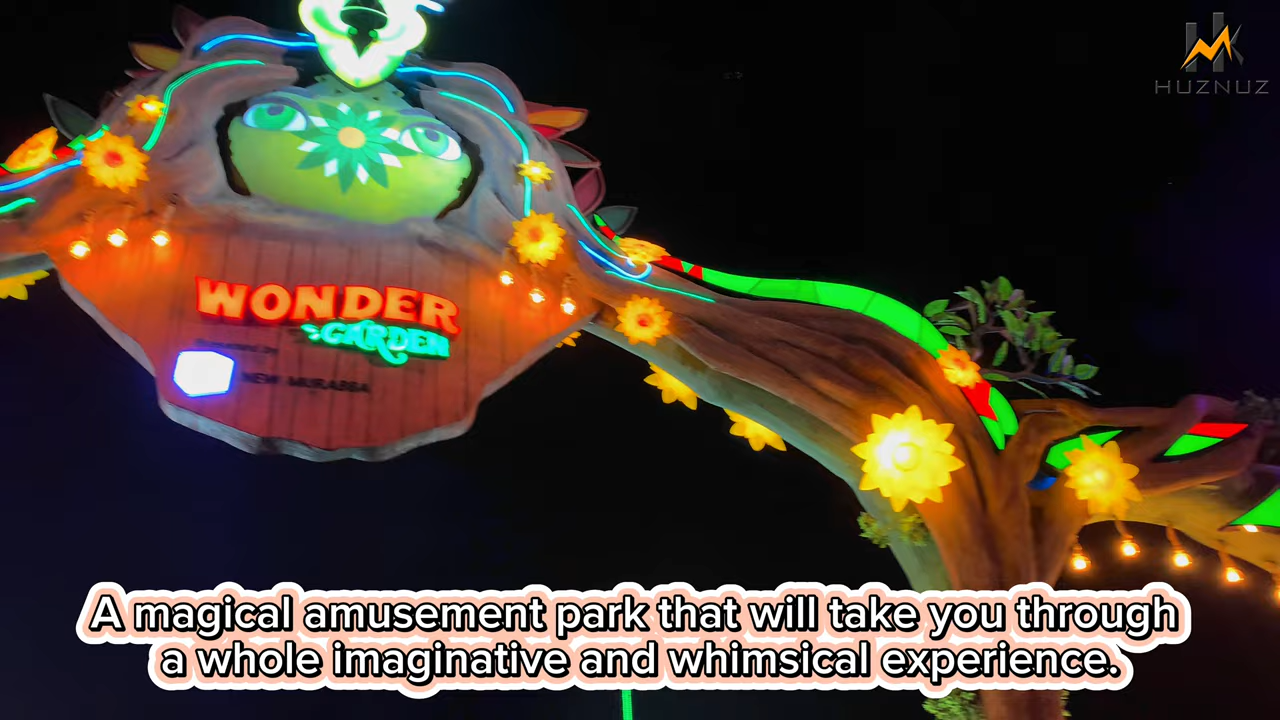 HUZNUZ
WONDER
GARDEN
NEW MURABBA
A magical amusement park that will take you through
a whole imaginative and whimsical experience.